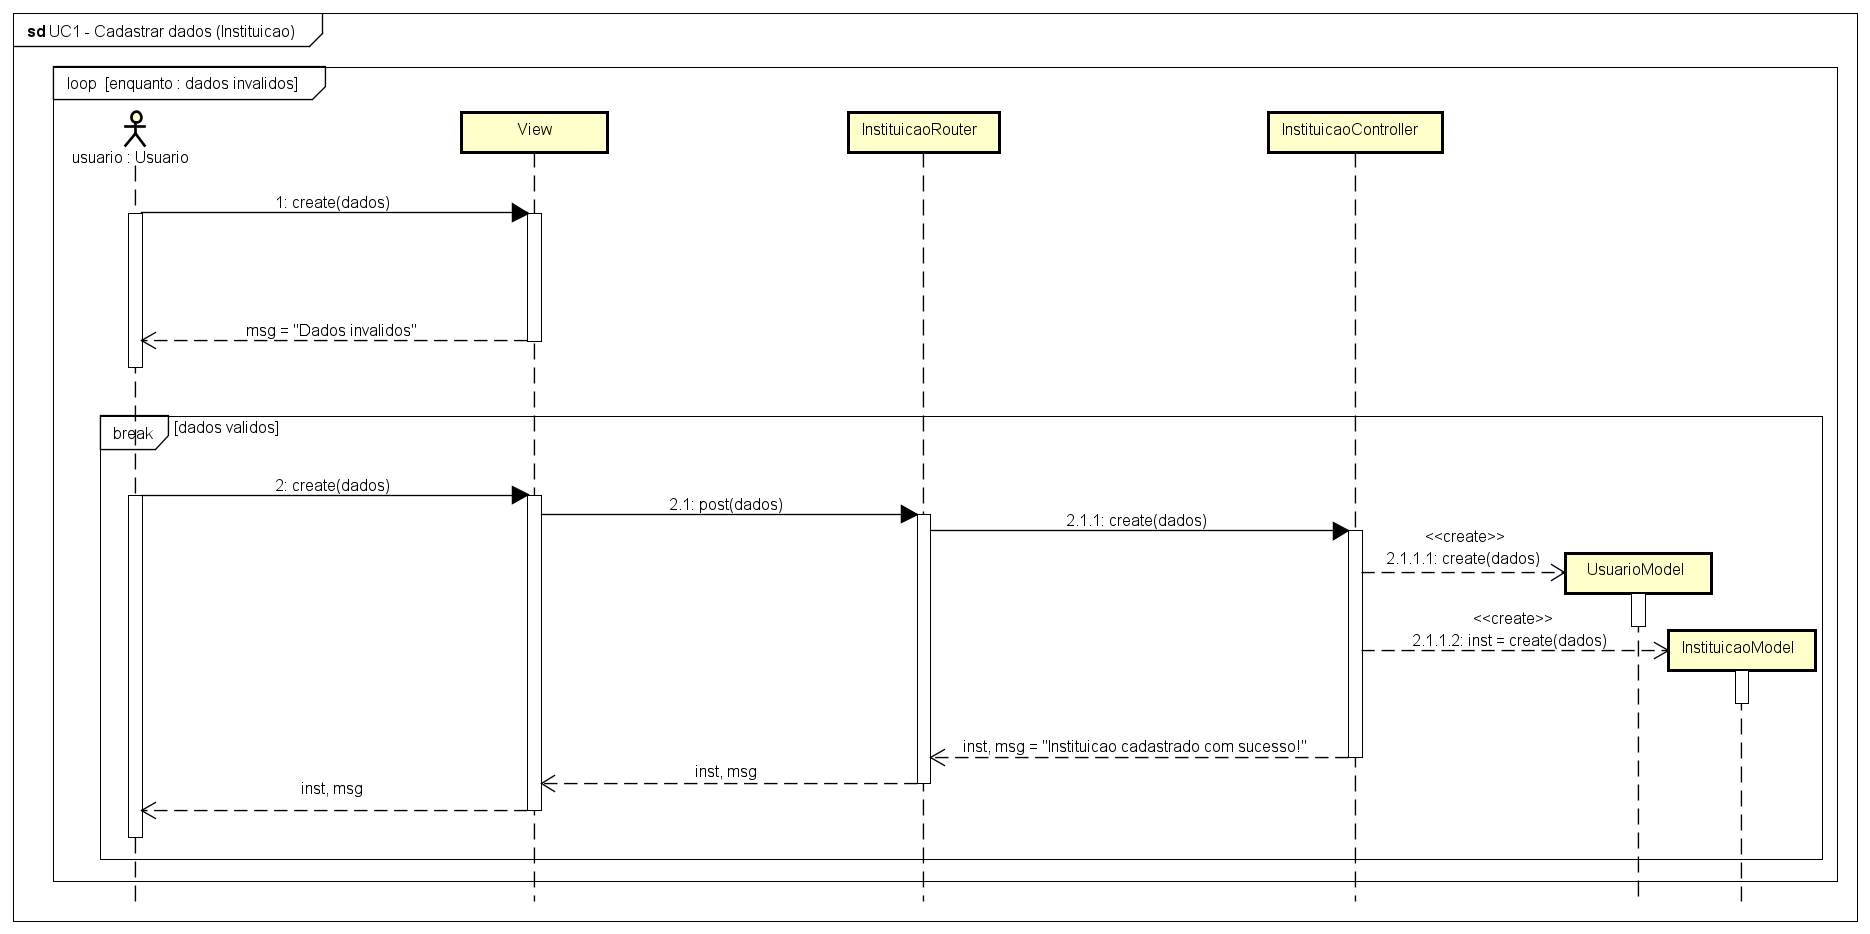 sd UC1 - Cadastrar dados (Instituicao)
loop [enquanto : dados invalidos]
usuario : Usuario
View
InstituicaoRouter
InstituicaoController
1: create(dados)
msg = "Dados invalidos"
break
[dados validos]
2: create(dados)
2.1: post(dados)
2.1.1: create(dados)
<<create>>
2.1.1.1: create(dados)
UsuarioModel
<<create>>
2.1.1.2: inst = create(dados)
InstituicaoModel
inst, msg = "Instituicao cadastrado com sucesso!"
inst, msg
inst, msg